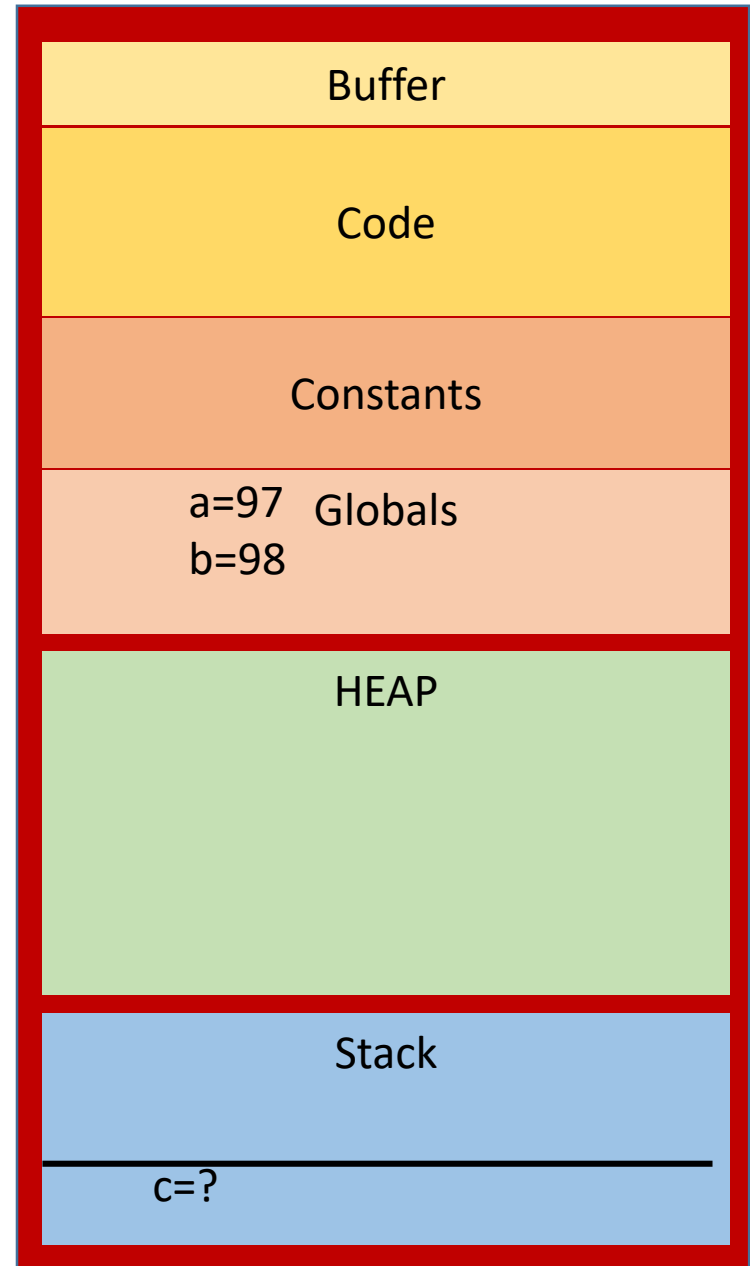 Buffer
Code
Constants
a=97 Globals
b=98
HEAP
Stack
c=?